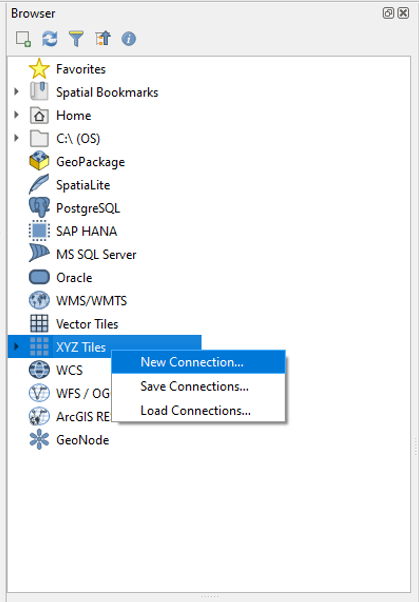 Browser
Favorites
Spatial Bookmarks
Home
C:\ (OS)
GeoPackage
SpatiaLite
PostgreSQL
SAP HANA
MS SQL Server
Oracle
WMS/WMTS
Vector Tiles
XYZ Tiles
New Connection...
WCS
Save Connections...
WFS / OG
Load Connections...
ArcGIS RE
GeoNode